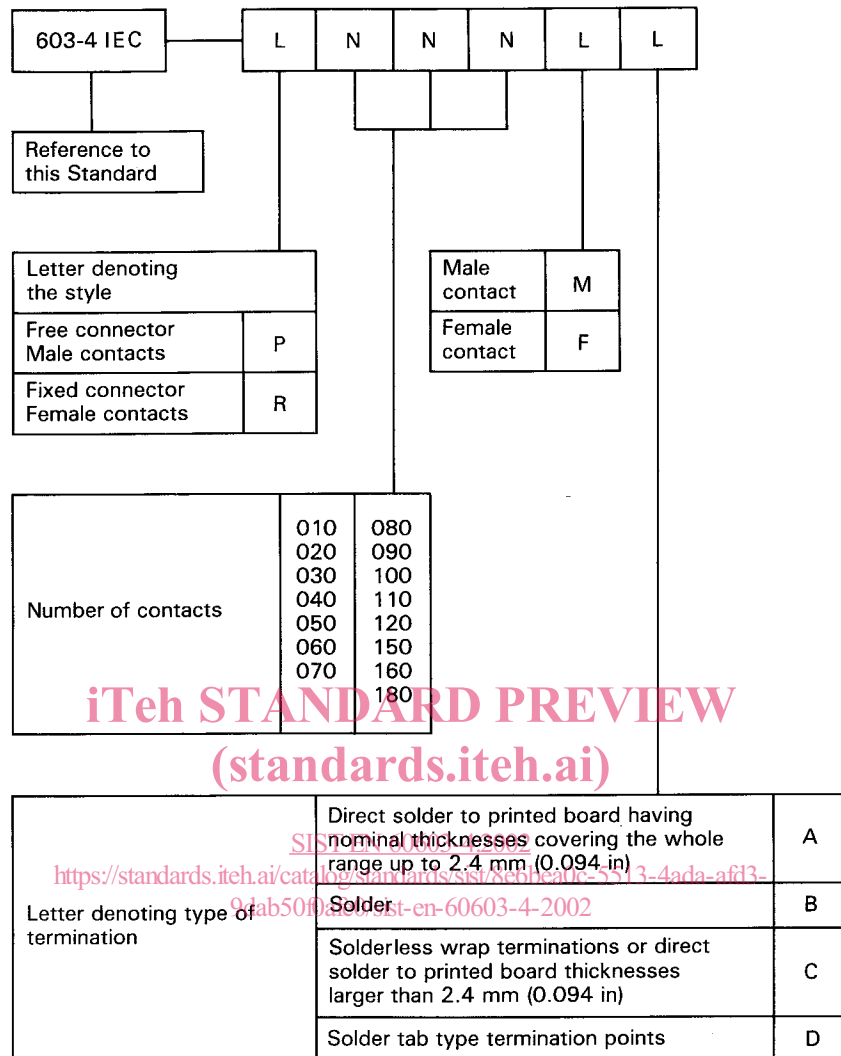 603-4 IEC L N N N L L
Reference to
this Standard
Letter denoting
the style
Free connector
Male contacts P
Fixed connector
Female contacts R
Male
contact M
Female
contact F
Number of contacts
010 080
020 090
030 100
040 110
050 120
060 150
070 160
180
iTeh STANDARD PREVIEW
(standards.iteh.ai)
Letter denoting type of
termination
Direct solder to printed board having
nominal thicknesses covering the whole
range up to 2.4 mm (0.094 in) A
SIST EN 60603-4:2002
https://standards.iteh.ai/catalog/standards/sist/8e6bea0c-5513-4ada-afd3-
sist-en-60603-4-2002
Solder B
Solderless wrap terminations or direct
solder to printed board thicknesses
larger than 2.4 mm (0.094 in) C
Solder tab type termination points D